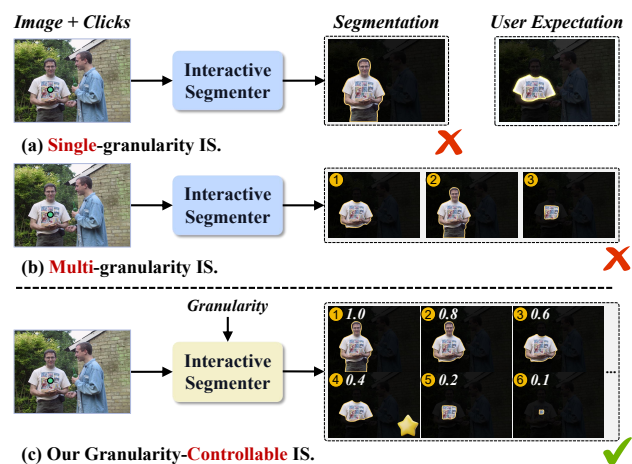 Image + Clicks
Segmentation
User Expectation
Interactive
Segmenter
(a) Single-granularity IS.
1
2
3
Interactive
Segmenter
(b) Multi-granularity IS.
Granularity
Interactive
Segmenter
1 1.0
2 0.8
3 0.6
...
4 0.4
5 0.2
6 0.1
(c) Our Granularity-Controllable IS.